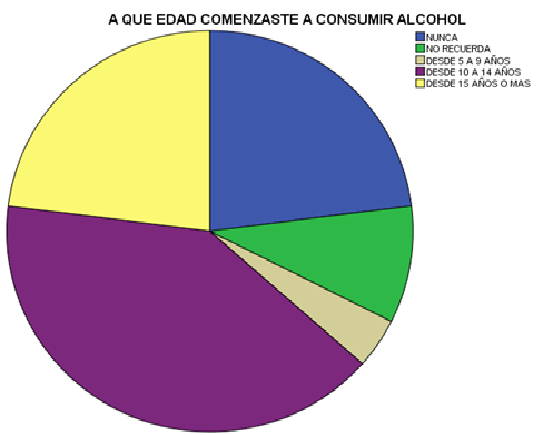 A QUE EDAD COMENZASTE A CONSUMIR ALCOHOL
NUNCA
NO RECUERDA
DESDE 5 A 9 AÑOS
DESDE 10 A 14 AÑOS
DESDE 15 AÑOS O MAS